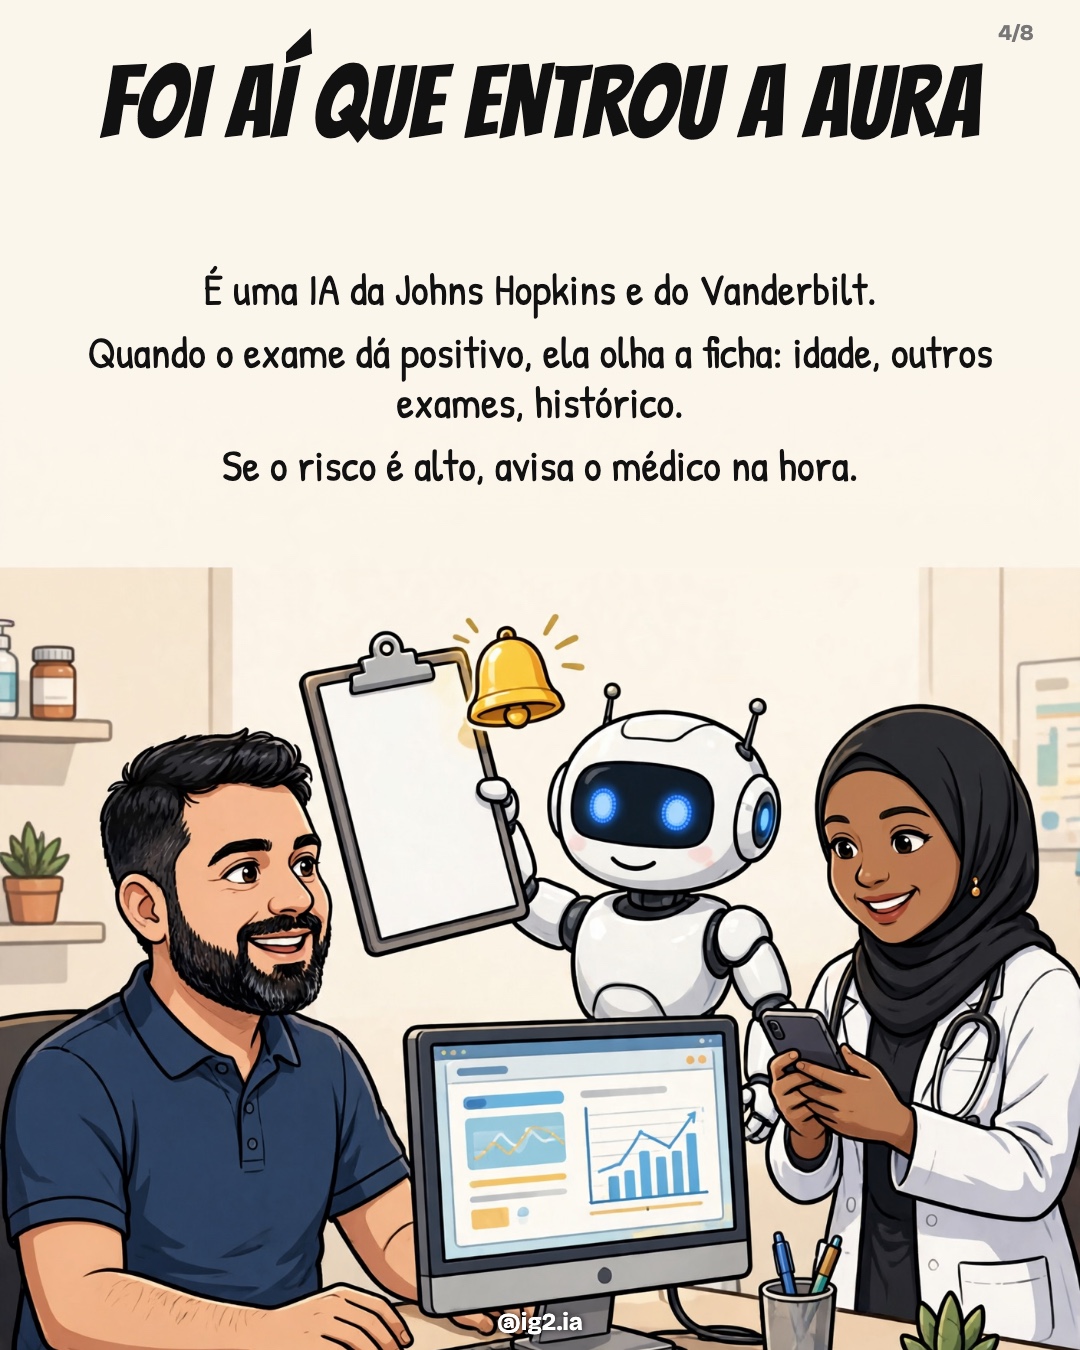 4/8
FOI AÍ QUE ENTROU A AURA
É uma IA da Johns Hopkins e do Vanderbilt.
Quando o exame dá positivo, ela olha a ficha: idade, outros
exames, histórico.
Se o risco é alto, avisa o médico na hora.
@ig2.ia